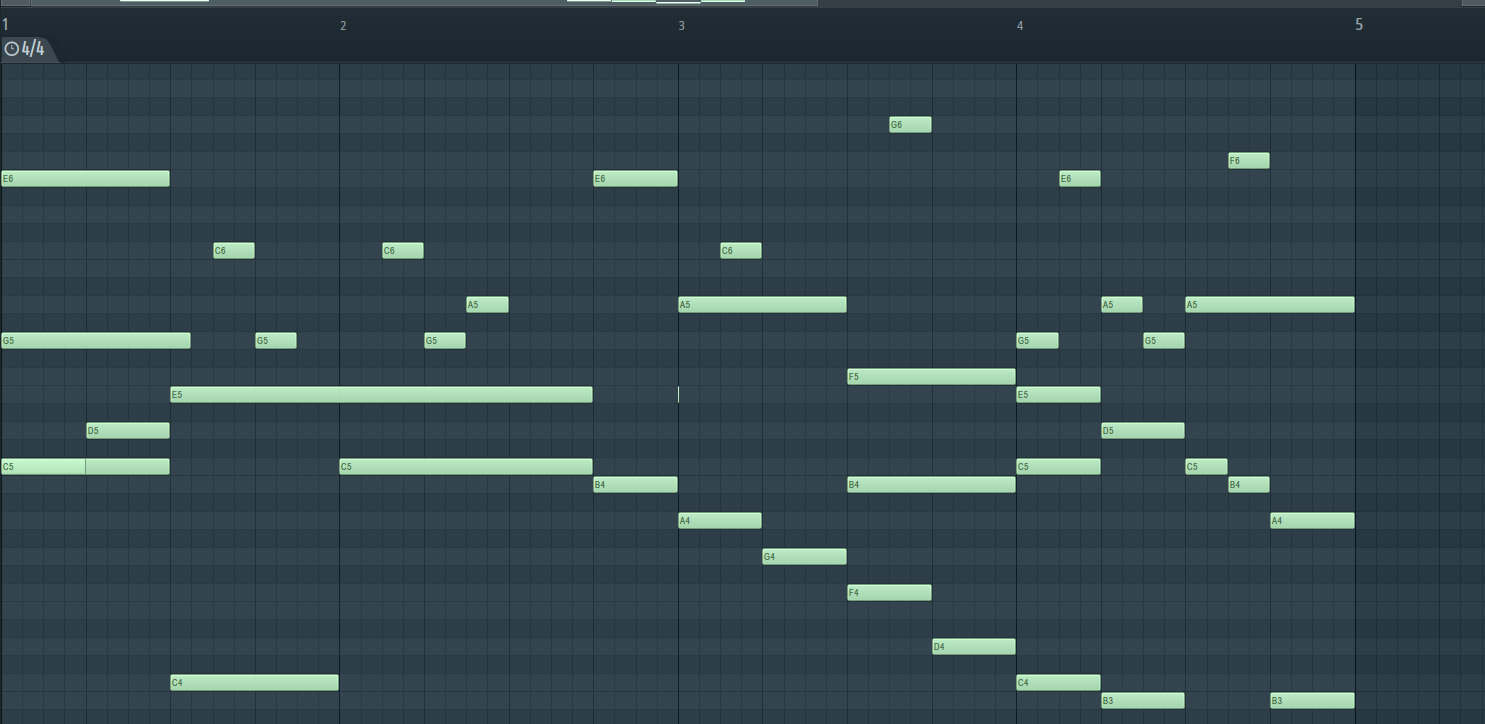 1 2 3 4 5
4/4
G6
F6
E6 E6 E6
C6 C6 C6
A5 A5 A5 A5
G5 G5 G5 G5 G5
F5
E5 E5
D5 D5
C5 C5 C5 C5
B4 B4 B4
A4 A4
G4
F4
D4
C4 C4
B3 B3